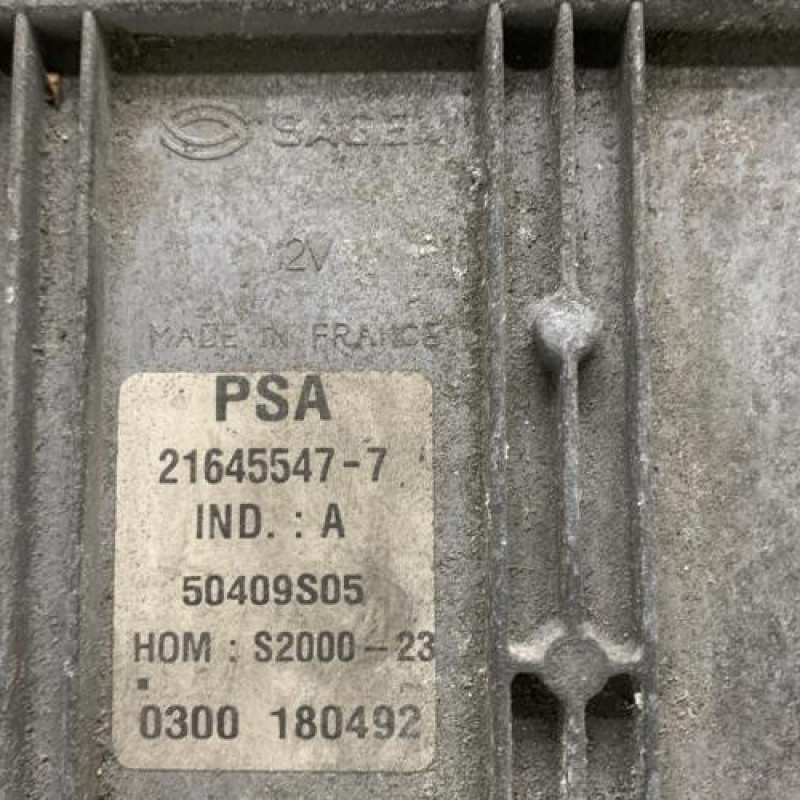 SAGEM
12V
MADE IN FRANCE
PSA
21645547-7
IND. : A
50409S05
HOM : S2000-23
0300 180492